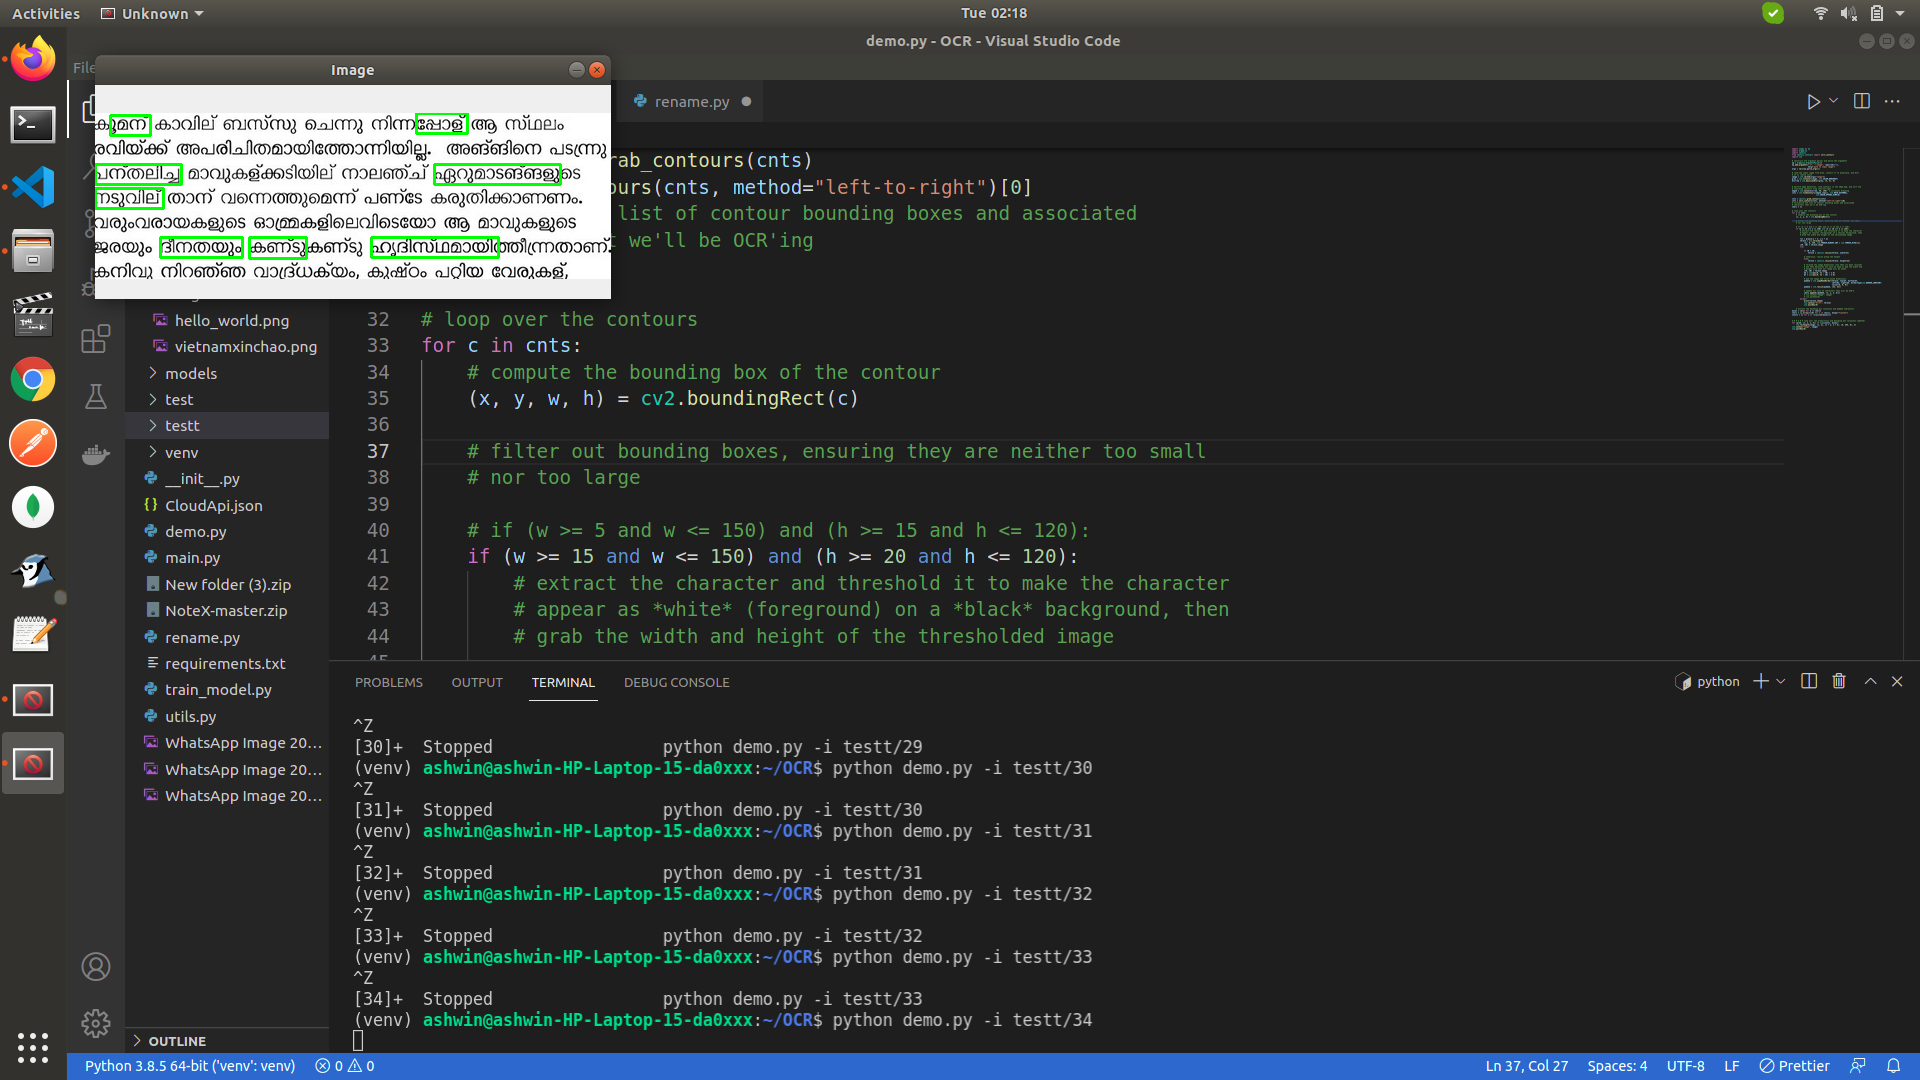 Activities
Unknown
Tue 02:18
demo.py - OCR - Visual Studio Code
File
Image
കുമന് കാവില് ബസ്സു ചെന്നു നിന്നപ്പോള് ആ സ്ഥലം
രവിയ്ക്ക് അപരിചിതമായിത്തോന്നിയില്ല. അങ്ങിനെ പടന്ന്രു
പന്തലിച്ച മാവുകള്ക്കടിയില് നാലഞ്ച് ഏറുമാടങ്ങളുടെ
നടുവില് താന് വന്നെത്തുമെന്ന് പണ്ടേ കരുതിക്കാണണം.
വരുംവരായകളുടെ ഓമ്മ്രകളിലെവിടെയോ ആ മാവുകളുടെ
ജരയും ദീനതയും കണ്ടുകണ്ടു ഹൃദിസ്ഥമായിത്തീന്ന്രതാണ്.
കനിവു നിറഞ്ഞ വാദ്ധ്രക്യം, കുഷ്ഠം പറ്റിയ വേരുകള്,
rename.py
rab_contours(cnts)
ours(cnts, method="left-to-right")[0]
list of contour bounding boxes and associated
we'll be OCR'ing
hello_world.png
vietnamxinchao.png
models
test
testt
venv
__init__.py
CloudApi.json
demo.py
main.py
New folder (3).zip
NoteX-master.zip
rename.py
requirements.txt
train_model.py
utils.py
WhatsApp Image 20...
WhatsApp Image 20...
WhatsApp Image 20...
OUTLINE
32 # loop over the contours
33 for c in cnts:
34 # compute the bounding box of the contour
35 (x, y, w, h) = cv2.boundingRect(c)
36
37 # filter out bounding boxes, ensuring they are neither too small
38 # nor too large
39
40 # if (w >= 5 and w <= 150) and (h >= 15 and h <= 120):
41 if (w >= 15 and w <= 150) and (h >= 20 and h <= 120):
42 # extract the character and threshold it to make the character
43 # appear as *white* (foreground) on a *black* background, then
44 # grab the width and height of the thresholded image
PROBLEMS OUTPUT TERMINAL DEBUG CONSOLE
python
^Z
[30]+ Stopped python demo.py -i testt/29
(venv) ashwin@ashwin-HP-Laptop-15-da0xxx:~/OCR$ python demo.py -i testt/30
^Z
[31]+ Stopped python demo.py -i testt/30
(venv) ashwin@ashwin-HP-Laptop-15-da0xxx:~/OCR$ python demo.py -i testt/31
^Z
[32]+ Stopped python demo.py -i testt/31
(venv) ashwin@ashwin-HP-Laptop-15-da0xxx:~/OCR$ python demo.py -i testt/32
^Z
[33]+ Stopped python demo.py -i testt/32
(venv) ashwin@ashwin-HP-Laptop-15-da0xxx:~/OCR$ python demo.py -i testt/33
^Z
[34]+ Stopped python demo.py -i testt/33
(venv) ashwin@ashwin-HP-Laptop-15-da0xxx:~/OCR$ python demo.py -i testt/34
Python 3.8.5 64-bit ('venv': venv) 0 0
Ln 37, Col 27 Spaces: 4 UTF-8 LF Prettier